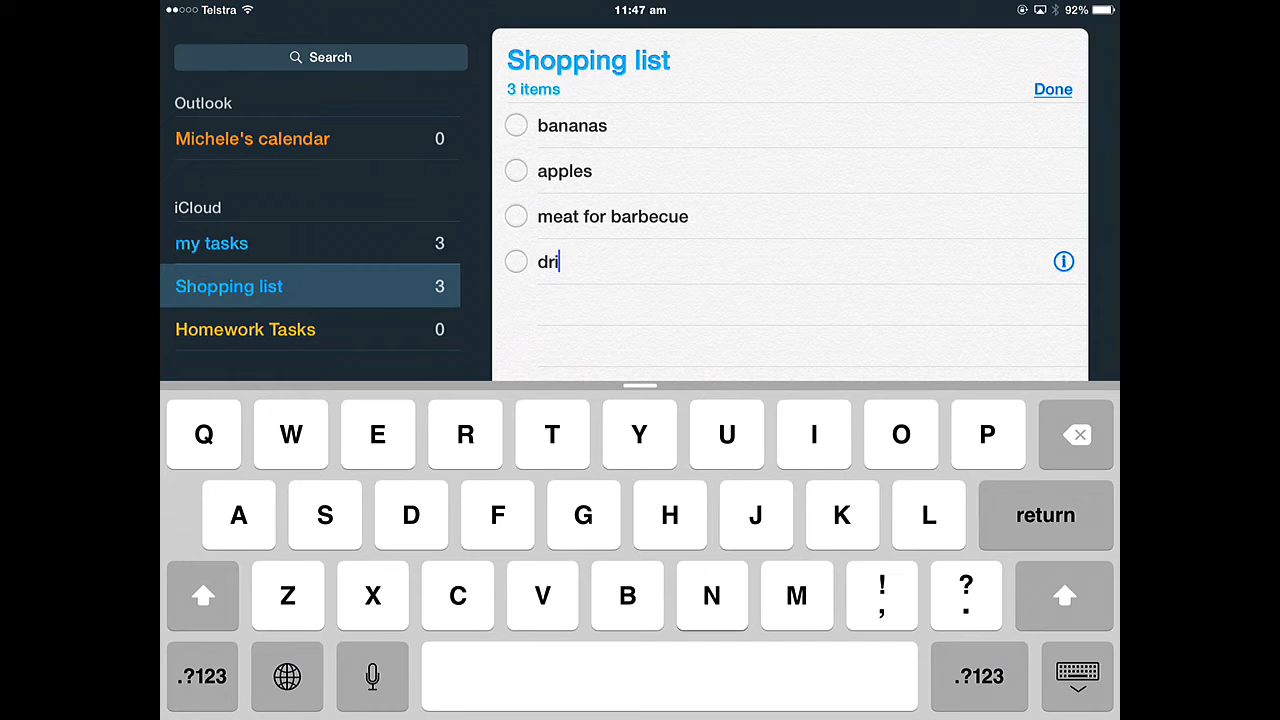 Telstra 11:47 am 92%
Search
Outlook
Michele's calendar 0
iCloud
my tasks 3
Shopping list 3
Homework Tasks 0
Shopping list
3 items Done
bananas
apples
meat for barbecue
dri
Q W E R T Y U I O P
A S D F G H J K L return
Z X C V B N M ! , ? .
.?123 .?123